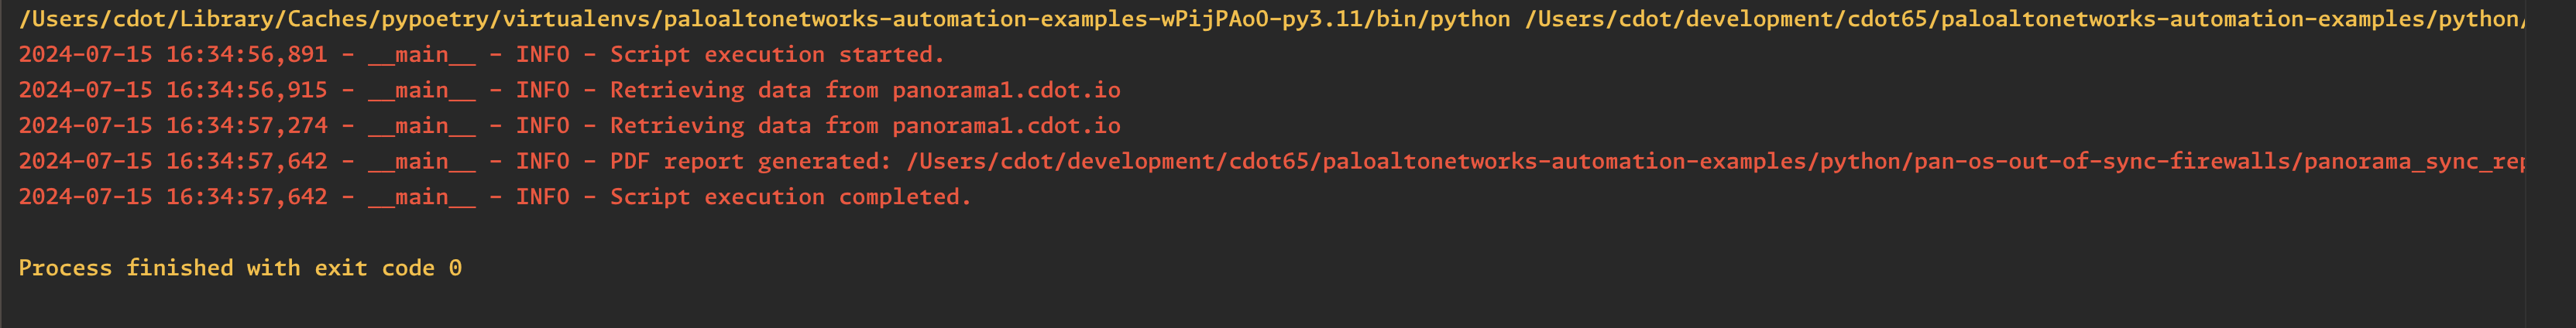 /Users/cdot/Library/Caches/pypoetry/virtualenvs/paloaltonetworks-automation-examples-wPijPAoO-py3.11/bin/python /Users/cdot/development/cdot65/paloaltonetworks-automation-examples/python/
2024-07-15 16:34:56,891 - __main__ - INFO - Script execution started.
2024-07-15 16:34:56,915 - __main__ - INFO - Retrieving data from panorama1.cdot.io
2024-07-15 16:34:57,274 - __main__ - INFO - Retrieving data from panorama1.cdot.io
2024-07-15 16:34:57,642 - __main__ - INFO - PDF report generated: /Users/cdot/development/cdot65/paloaltonetworks-automation-examples/python/pan-os-out-of-sync-firewalls/panorama_sync_rep
2024-07-15 16:34:57,642 - __main__ - INFO - Script execution completed.
Process finished with exit code 0